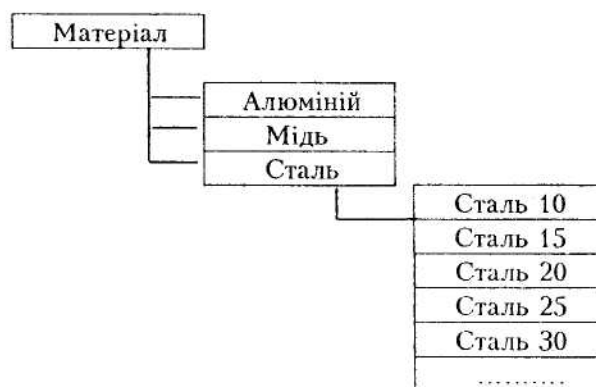 Матеріал
Алюміній
Мідь
Сталь
Сталь 10
Сталь 15
Сталь 20
Сталь 25
Сталь 30
..........